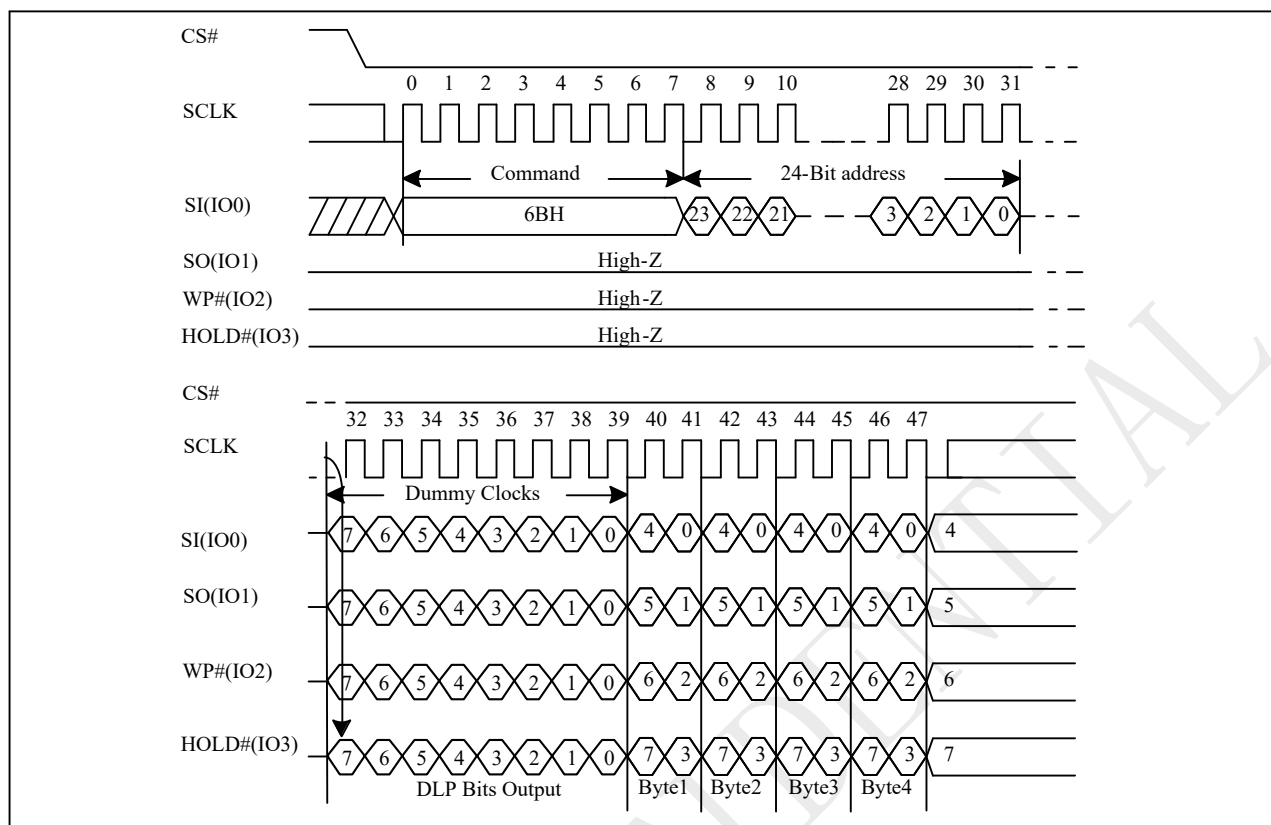 CS#
0 1 2 3 4 5 6 7 8 9 10 28 29 30 31
SCLK
Command 24-Bit address
SI(IO0) 6BH 23 22 21 3 2 1 0
SO(IO1) High-Z
WP#(IO2) High-Z
HOLD#(IO3) High-Z
CS#
32 33 34 35 36 37 38 39 40 41 42 43 44 45 46 47
SCLK
Dummy Clocks
SI(IO0) 7 6 5 4 3 2 1 0 4 0 4 0 4 0 4 0 4
SO(IO1) 7 6 5 4 3 2 1 0 5 1 5 1 5 1 5 1 5
WP#(IO2) 7 6 5 4 3 2 1 0 6 2 6 2 6 2 6 2 6
HOLD#(IO3) 7 6 5 4 3 2 1 0 7 3 7 3 7 3 7 3 7
DLP Bits Output Byte1 Byte2 Byte3 Byte4
DENTIAL